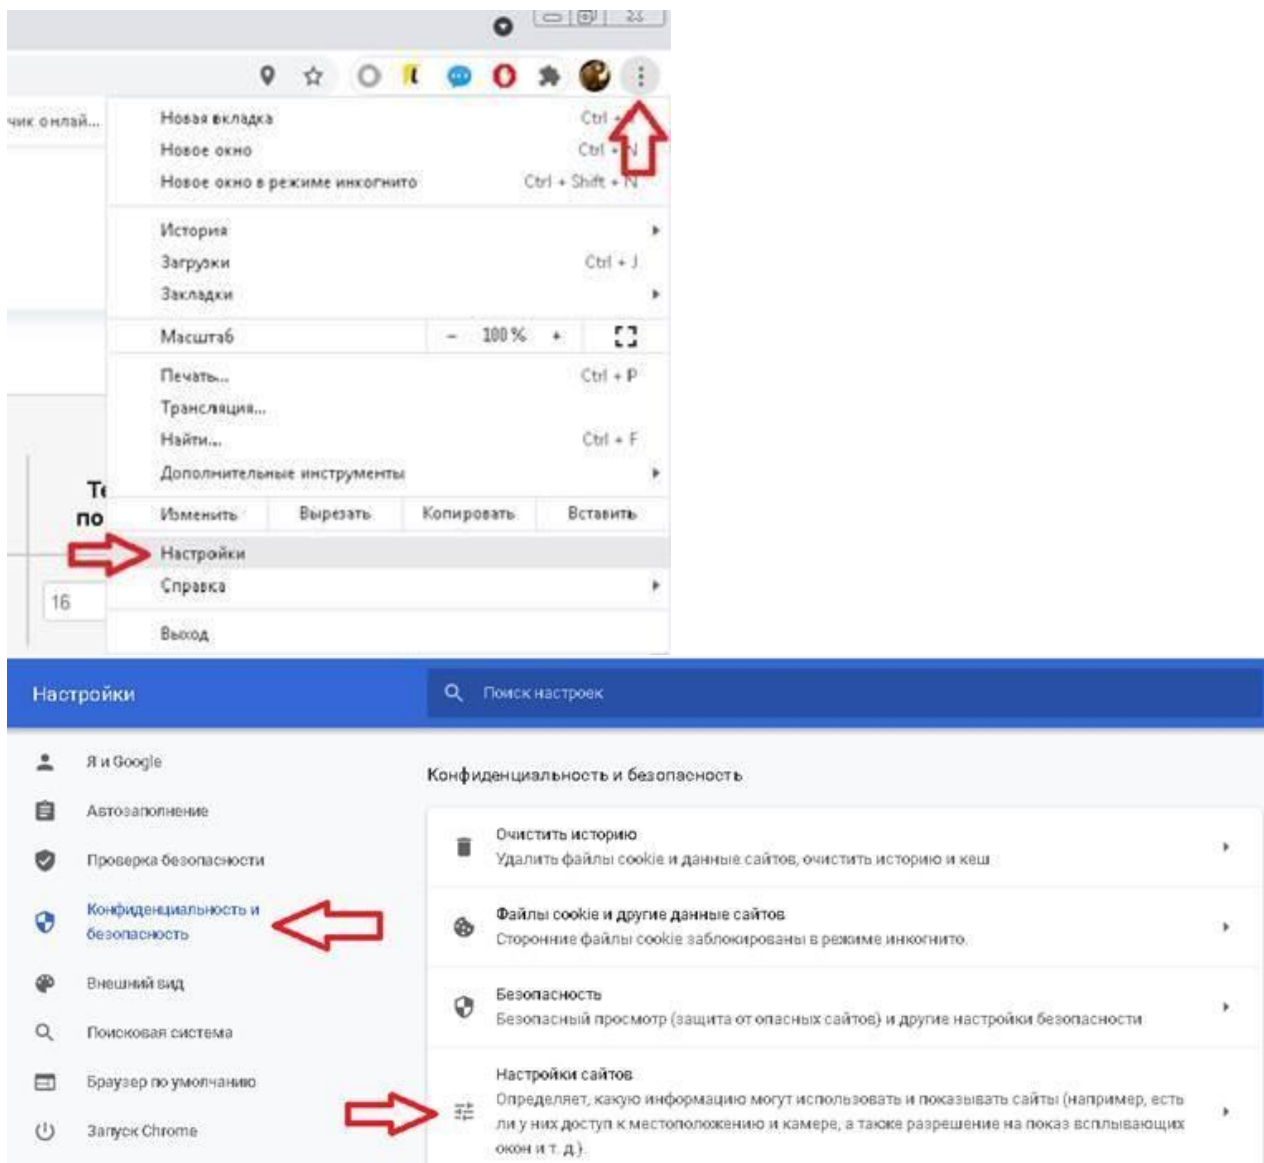 чик онлай...
Новая вкладка
Ctrl +
Новое окно
Ctrl + N
Новое окно в режиме инкогнито
Ctrl + Shift + N
История
Загрузки
Ctrl + J
Закладки
Масштаб
- 100 % +
Печать...
Ctrl + P
Трансляция...
Найти...
Ctrl + F
Дополнительные инструменты
Те
по
Изменить Вырезать Копировать Вставить
Настройки
Справка
16
Выход
Настройки
Поиск настроек
Я и Google
Автозаполнение
Проверка безопасности
Конфиденциальность и
безопасность
Внешний вид
Поисковая система
Браузер по умолчанию
Запуск Chrome
Конфиденциальность и безопасность
Очистить историю
Удалить файлы cookie и данные сайтов, очистить историю и кеш
Файлы cookie и другие данные сайтов
Сторонние файлы cookie заблокированы в режиме инкогнито.
Безопасность
Безопасный просмотр (защита от опасных сайтов) и другие настройки безопасности
Настройки сайтов
Определяет, какую информацию могут использовать и показывать сайты (например, есть
ли у них доступ к местоположению и камере, а также разрешение на показ всплывающих
окон и т. д.).